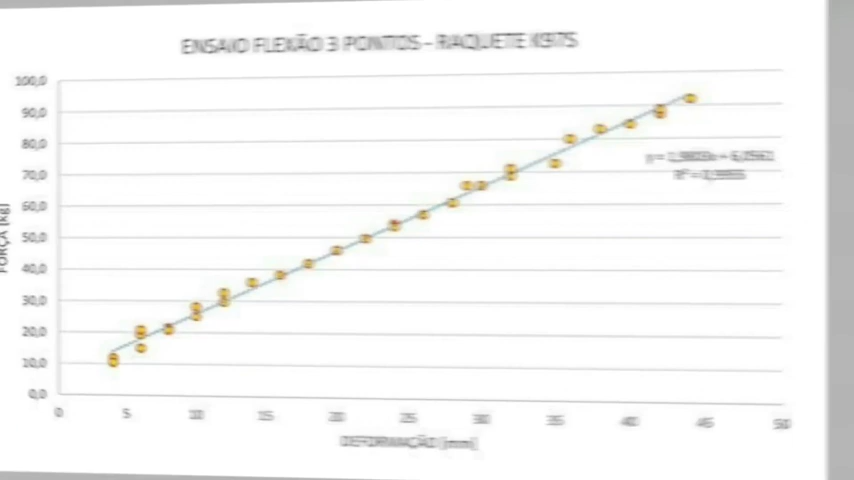 ENSAIO FLEXÃO 3 PONTOS - RAQUETE K97S
100,0
90,0
80,0
70,0
60,0
50,0
40,0
30,0
20,0
10,0
0,0
FORÇA (kg)
0 5 10 15 20 25 30 35 40 45 50
DEFORMAÇÃO (mm)